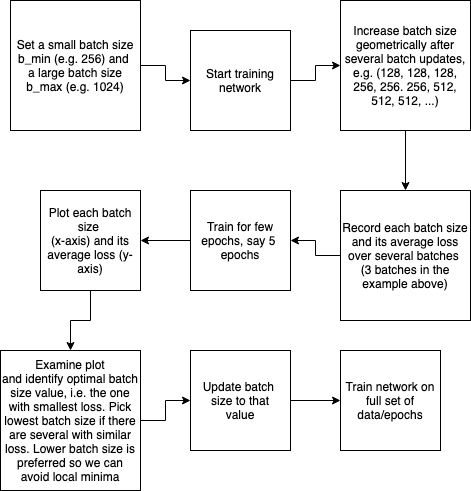 Set a small batch size
b_min (e.g. 256) and
a large batch size
b_max (e.g. 1024)
Start training
network
Increase batch size
geometrically after
several batch updates,
e.g. (128, 128, 128,
256, 256. 256, 512,
512, 512, ...)
Record each batch size
and its average loss
over several batches
(3 batches in the
example above)
Train for few
epochs, say 5
epochs
Plot each batch
size
(x-axis) and its
average loss (y-
axis)
Examine plot
and identify optimal batch
size value, i.e. the one
with smallest loss. Pick
lowest batch size if there
are several with similar
loss. Lower batch size is
preferred so we can
avoid local minima
Update batch
size to that
value
Train network on
full set of
data/epochs